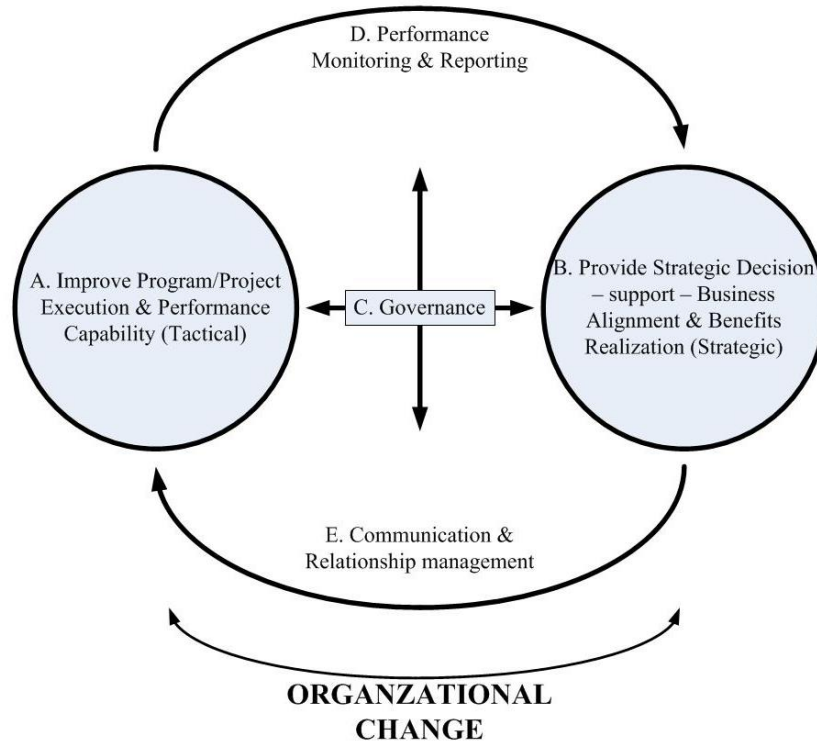 D. Performance
Monitoring & Reporting
A. Improve Program/Project
Execution & Performance
Capability (Tactical)
C. Governance
B. Provide Strategic Decision
– support – Business
Alignment & Benefits
Realization (Strategic)
E. Communication &
Relationship management
ORGANZATIONAL
CHANGE